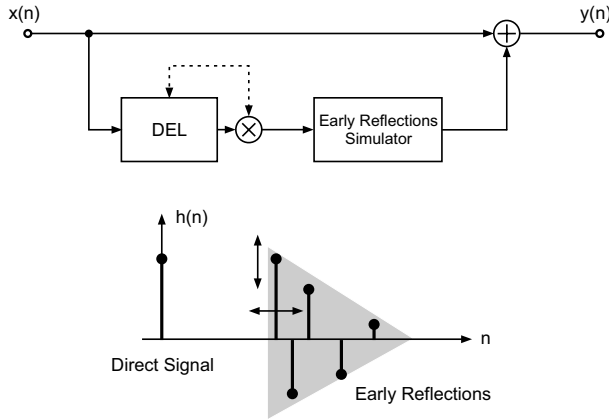 x(n)
y(n)
DEL
Early Reflections
Simulator
h(n)
n
Direct Signal
Early Reflections